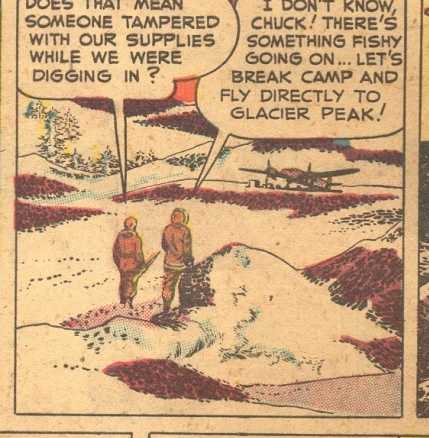 DOES THAT MEAN
SOMEONE TAMPERED
WITH OUR SUPPLIES
WHILE WE WERE
DIGGING IN?
I DON'T KNOW,
CHUCK! THERE'S
SOMETHING FISHY
GOING ON... LET'S
BREAK CAMP AND
FLY DIRECTLY TO
GLACIER PEAK!